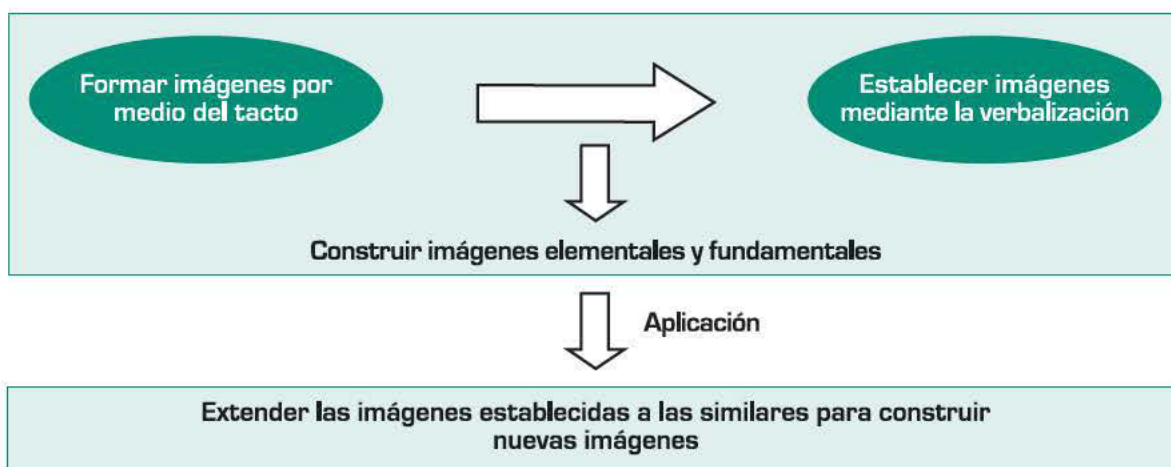 Formar imágenes por
medio del tacto
Establecer imágenes
mediante la verbalización
Construir imágenes elementales y fundamentales
Aplicación
Extender las imágenes establecidas a las similares para construir
nuevas imágenes